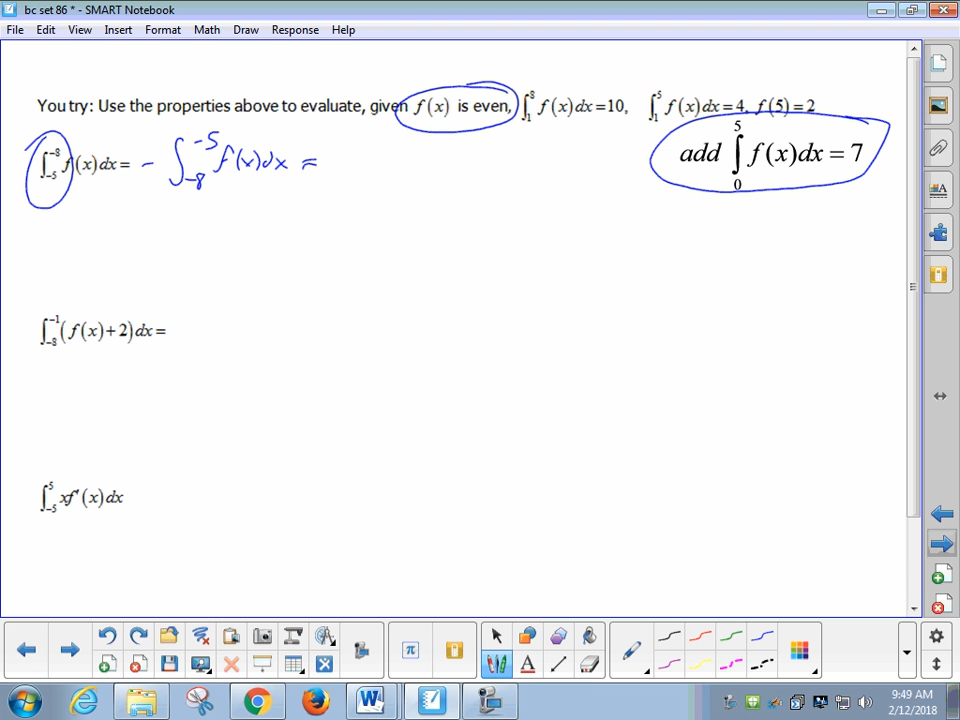 bc set 86 * - SMART Notebook
File Edit View Insert Format Math Draw Response Help
You try: Use the properties above to evaluate, given f(x) is even, ∫₁⁸ f(x)dx = 10, ∫₁⁵ f(x)dx = 4, f(5) = 2
add ∫₀⁵ f(x)dx = 7
∫₋₅⁻⁸ f(x)dx = - ∫₋₈⁻⁵ f(x)dx =
∫₋₈⁻¹ (f(x)+2)dx =
∫₋₅⁵ xf'(x)dx
9:49 AM
2/12/2018